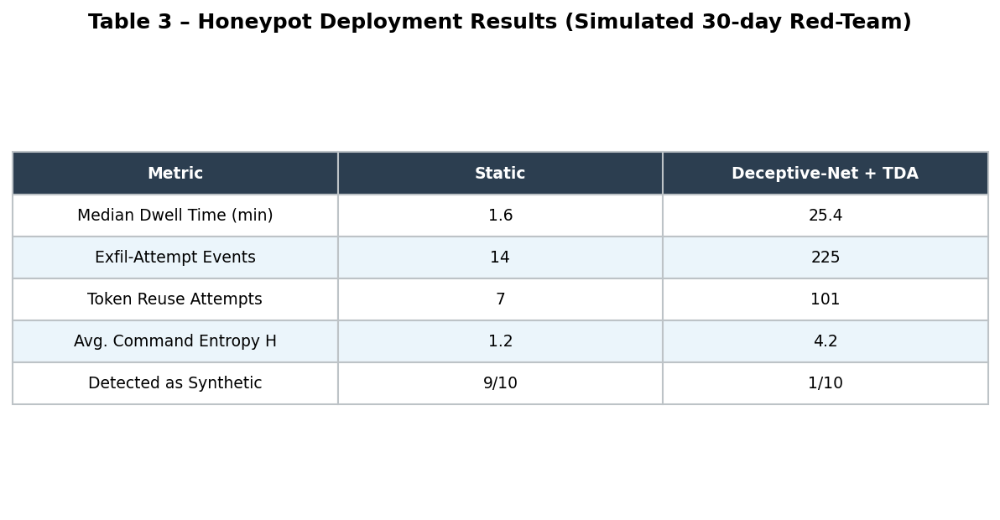 Table 3 – Honeypot Deployment Results (Simulated 30-day Red-Team)
Metric Static Deceptive-Net + TDA
Median Dwell Time (min) 1.6 25.4
Exfil-Attempt Events 14 225
Token Reuse Attempts 7 101
Avg. Command Entropy H 1.2 4.2
Detected as Synthetic 9/10 1/10